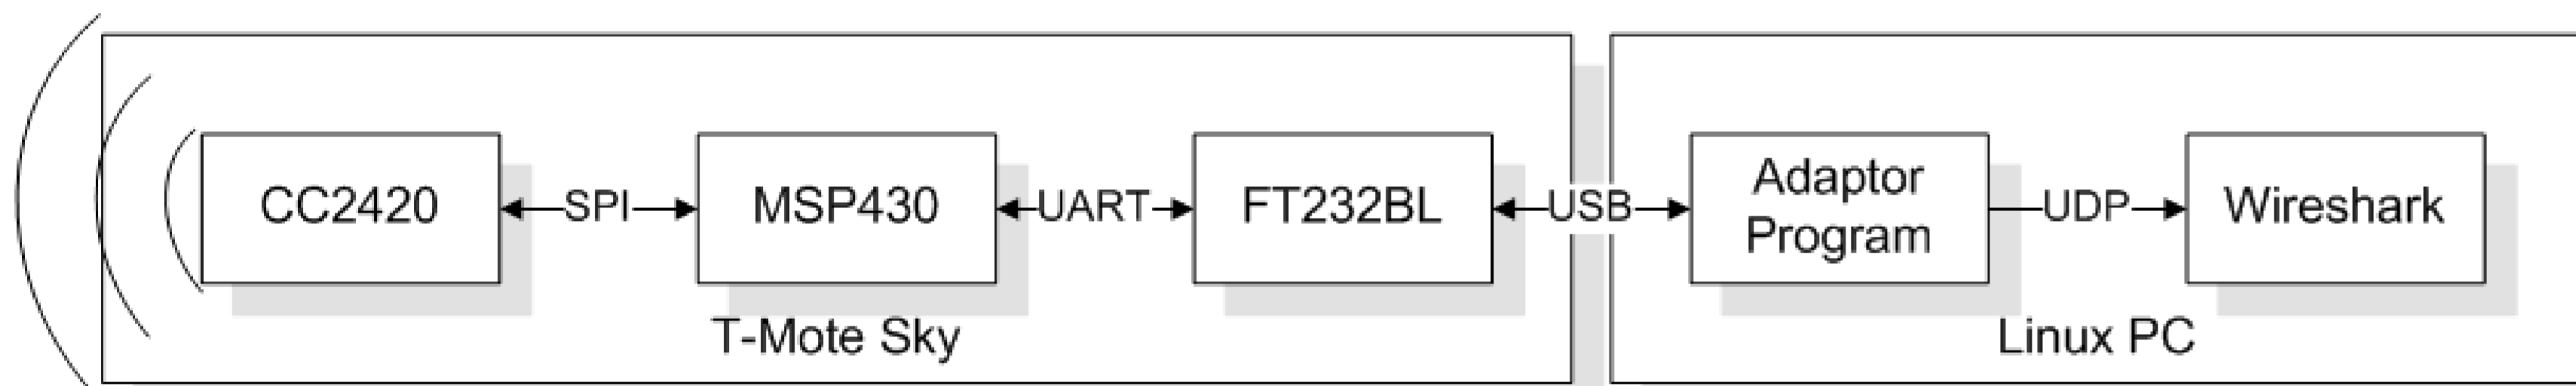 CC2420
SPI
MSP430
UART
FT232BL
USB
Adaptor
Program
UDP
Wireshark
T-Mote Sky
Linux PC